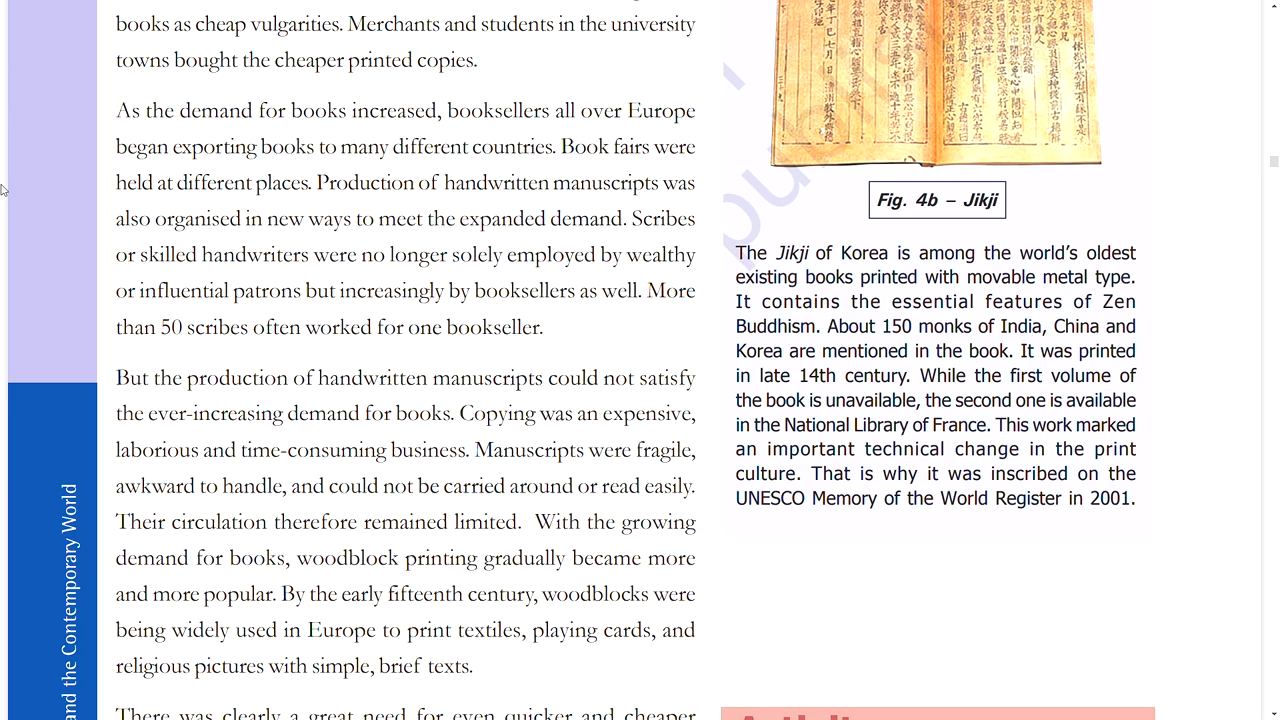 books as cheap vulgarities. Merchants and students in the university
towns bought the cheaper printed copies.
As the demand for books increased, booksellers all over Europe
began exporting books to many different countries. Book fairs were
held at different places. Production of handwritten manuscripts was
also organised in new ways to meet the expanded demand. Scribes
or skilled handwriters were no longer solely employed by wealthy
or influential patrons but increasingly by booksellers as well. More
than 50 scribes often worked for one bookseller.
But the production of handwritten manuscripts could not satisfy
the ever-increasing demand for books. Copying was an expensive,
laborious and time-consuming business. Manuscripts were fragile,
awkward to handle, and could not be carried around or read easily.
Their circulation therefore remained limited. With the growing
demand for books, woodblock printing gradually became more
and more popular. By the early fifteenth century, woodblocks were
being widely used in Europe to print textiles, playing cards, and
religious pictures with simple, brief texts.
There was clearly a great need for even quicker and cheaper
Fig. 4b – Jikji
The Jikji of Korea is among the world's oldest
existing books printed with movable metal type.
It contains the essential features of Zen
Buddhism. About 150 monks of India, China and
Korea are mentioned in the book. It was printed
in late 14th century. While the first volume of
the book is unavailable, the second one is available
in the National Library of France. This work marked
an important technical change in the print
culture. That is why it was inscribed on the
UNESCO Memory of the World Register in 2001.
and the Contemporary World